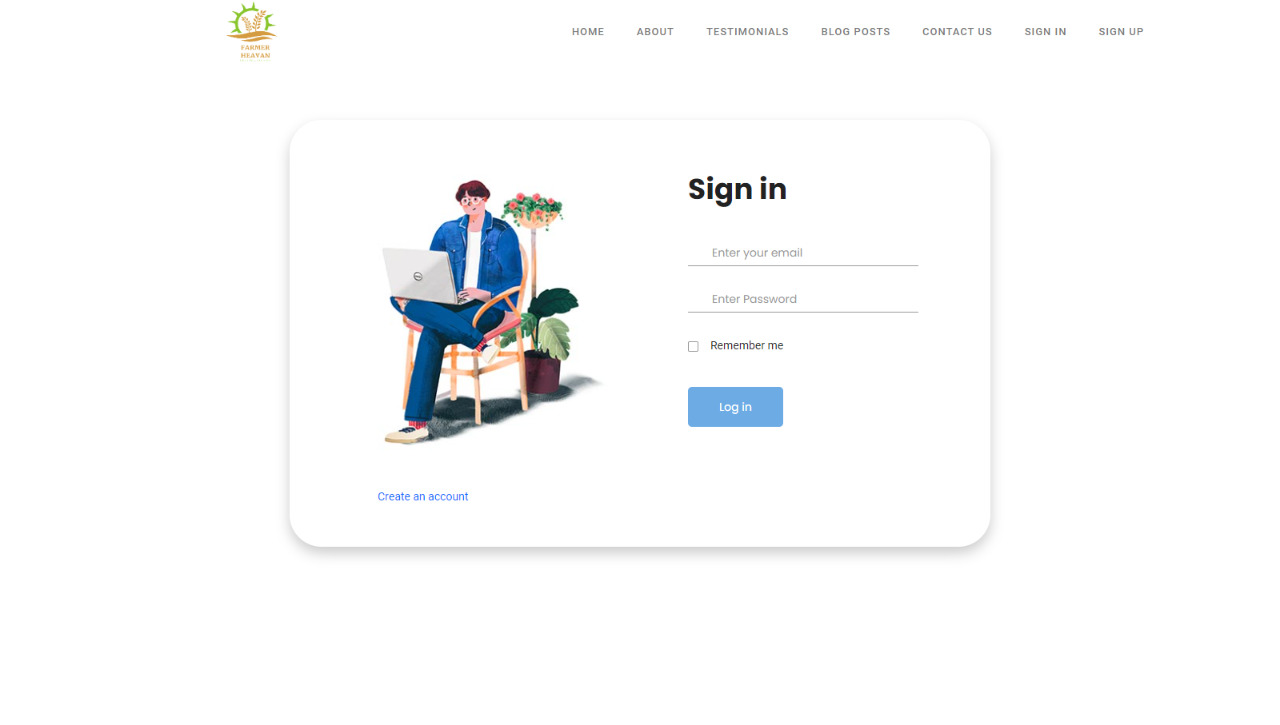 FARMER
HEAVAN
HOME ABOUT TESTIMONIALS BLOG POSTS CONTACT US SIGN IN SIGN UP
Sign in
Enter your email
Enter Password
Remember me
Log in
Create an account